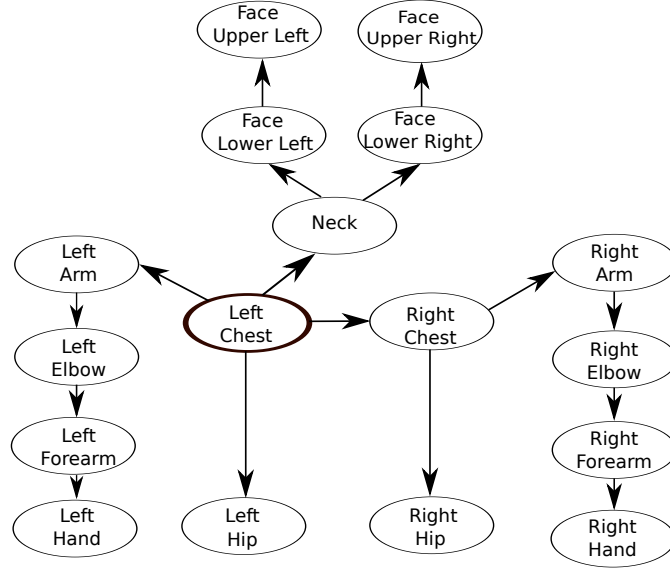 Face
Upper Left
Face
Upper Right
Face
Lower Left
Face
Lower Right
Neck
Left
Arm
Right
Arm
Left
Chest
Right
Chest
Left
Elbow
Right
Elbow
Left
Forearm
Right
Forearm
Left
Hand
Left
Hip
Right
Hip
Right
Hand